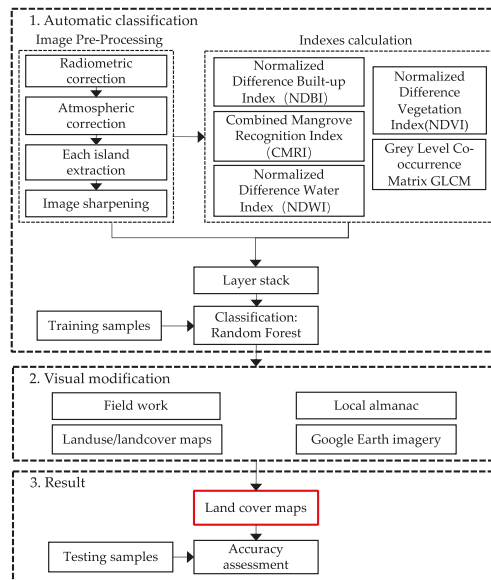 1. Automatic classification
Image Pre-Processing
Radiometric
correction
Atmospheric
correction
Each island
extraction
Image sharpening
Indexes calculation
Normalized
Difference Built-up
Index（NDBI）
Combined Mangrove
Recognition Index
（CMRI）
Normalized
Difference Water
Index（NDWI）
Normalized
Difference
Vegetation
Index(NDVI)
Grey Level Co-
occurrence
Matrix GLCM
Layer stack
Training samples
Classification:
Random Forest
2. Visual modification
Field work
Local almanac
Landuse/landcover maps
Google Earth imagery
3. Result
Land cover maps
Testing samples
Accuracy
assessment